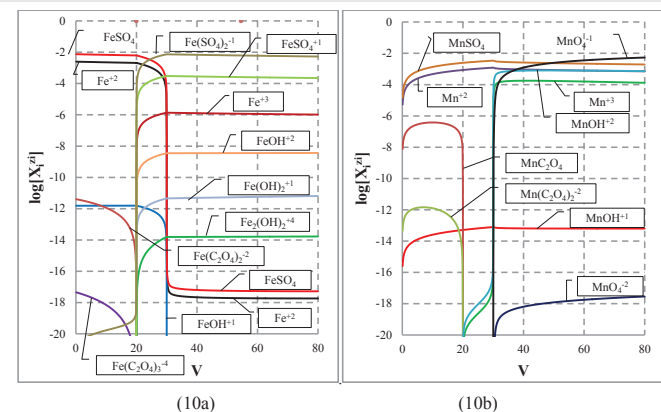 0
-2
-4
-6
-8
-10
-12
-14
-16
-18
-20
log[Xᵢᶻⁱ]
FeSO4
Fe(SO4)2-1
FeSO4+1
Fe+2
Fe+3
FeOH+2
Fe(OH)2+1
Fe2(OH)2+4
Fe(C2O4)2-2
FeSO4
Fe+2
FeOH+1
Fe(C2O4)3-4
0 20 40 60 80
V
(10a)
0
-2
-4
-6
-8
-10
-12
-14
-16
-18
-20
log[Xᵢᶻⁱ]
MnSO4
MnO4-1
Mn+2
Mn+3
MnOH+2
MnC2O4
Mn(C2O4)2-2
MnOH+1
MnO4-2
0 20 40 60 80
V
(10b)